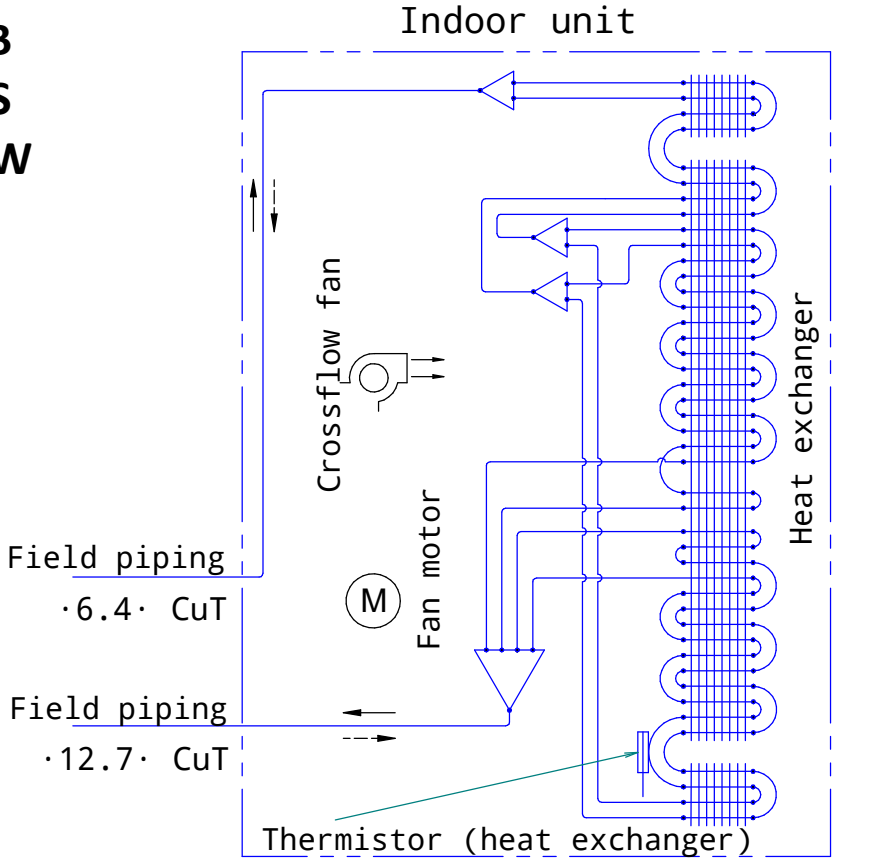 Indoor unit
B
S
W
Crossflow fan
Heat exchanger
Fan motor
Field piping
·6.4· CuT
M
Field piping
·12.7· CuT
Thermistor (heat exchanger)